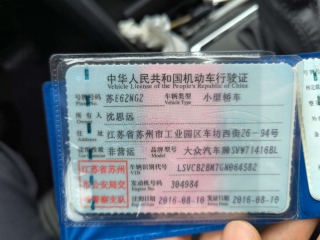 中华人民共和国机动车行驶证
Vehicle License of the People's Republic of China
号牌号码 苏E62NGZ 车辆类型 小型轿车
Plate No. Vehicle Type
所有人 沈思远
住址 江苏省苏州市工业园区车坊西街26-94号
使用性质 非营运 品牌型号 大众汽车牌SVW71416BL
江苏省苏州 车辆识别代号 LSVCB2BM7GN064582
VIN
市公安局交 发动机号码 304984
通警察支队 注册日期 2016-08-10 发证日期 2016-08-10